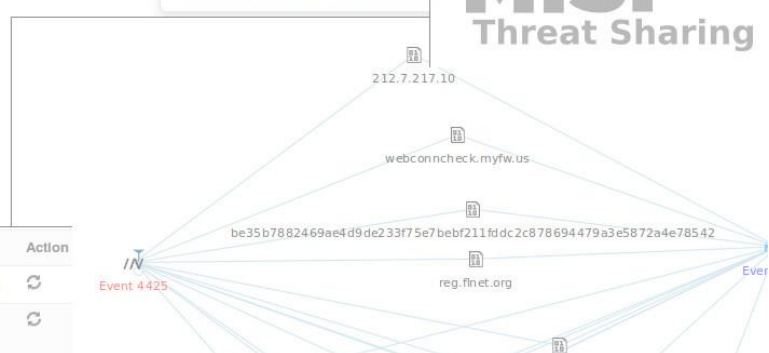 Threat Sharing
212.7.217.10
webconncheck.myfw.us
be35b7882469ae4d9de233f75e7bebf211fddc2c878694479a3e5872a4e78542
reg.flnet.org
Action
Event 4425